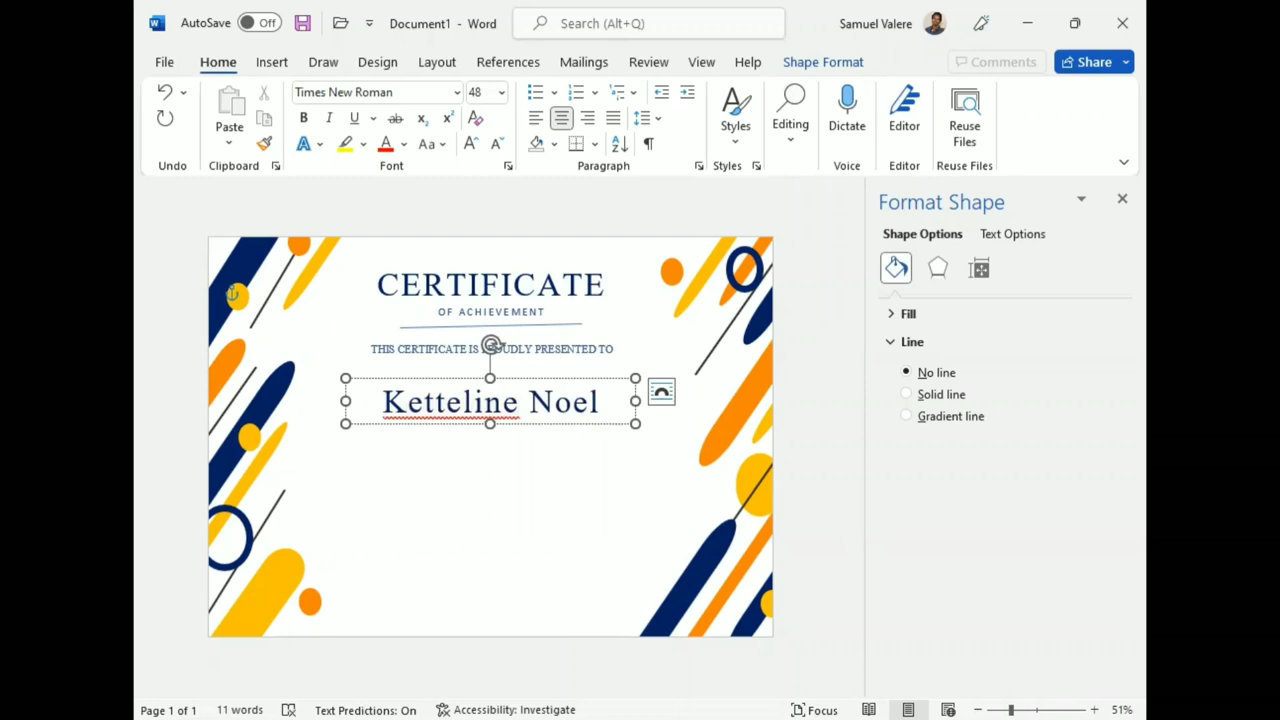 AutoSave Off Document1 - Word Search (Alt+Q) Samuel Valere
File Home Insert Draw Design Layout References Mailings Review View Help Shape Format Comments Share
Times New Roman 48
Paste Styles Editing Dictate Editor Reuse Files
Undo Clipboard Font Paragraph Styles Voice Editor Reuse Files
Format Shape
Shape Options Text Options
Fill
Line
No line
Solid line
Gradient line
CERTIFICATE
OF ACHIEVEMENT
THIS CERTIFICATE IS PROUDLY PRESENTED TO
Ketteline Noel
Page 1 of 1 11 words Text Predictions: On Accessibility: Investigate Focus 51%